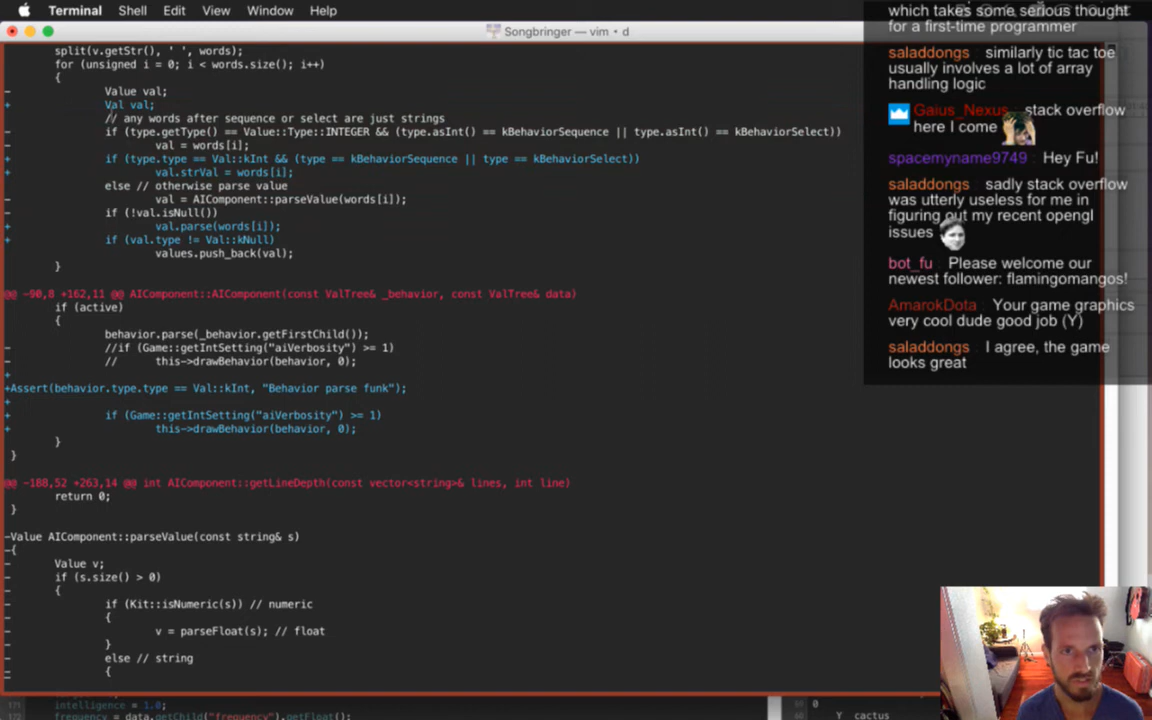 Terminal Shell Edit View Window Help
Songbringer — vim • d
split(v.getStr(), ' ', words);
for (unsigned i = 0; i < words.size(); i++)
{
- Value val;
+ Val val;
// any words after sequence or select are just strings
- if (type.getType() == Value::Type::INTEGER && (type.asInt() == kBehaviorSequence || type.asInt() == kBehaviorSelect))
- val = words[i];
+ if (type.type == Val::kInt && (type == kBehaviorSequence || type == kBehaviorSelect))
+ val.strVal = words[i];
else // otherwise parse value
- val = AIComponent::parseValue(words[i]);
- if (!val.isNull())
+ val.parse(words[i]);
+ if (val.type != Val::kNull)
values.push_back(val);
}
@@ -90,8 +162,11 @@ AIComponent::AIComponent(const ValTree& _behavior, const ValTree& data)
if (active)
{
behavior.parse(_behavior.getFirstChild());
- //if (Game::getIntSetting("aiVerbosity") >= 1)
- // this->drawBehavior(behavior, 0);
+
+Assert(behavior.type.type == Val::kInt, "Behavior parse funk");
+
+ if (Game::getIntSetting("aiVerbosity") >= 1)
+ this->drawBehavior(behavior, 0);
}
}
@@ -188,52 +263,14 @@ int AIComponent::getLineDepth(const vector<string>& lines, int line)
return 0;
}
-Value AIComponent::parseValue(const string& s)
-{
- Value v;
- if (s.size() > 0)
- {
- if (Kit::isNumeric(s)) // numeric
- {
- v = parseFloat(s); // float
- }
- else // string
- {
171 intelligence = 1.0;
172 frequency = data.getChild("frequency").getFloat();
0
Y cactus
which takes some serious thought
for a first-time programmer
saladdongs similarly tic tac toe
usually involves a lot of array
handling logic
Gaius_Nexus: stack overflow
here I come
spacemyname9749: Hey Fu!
saladdongs sadly stack overflow
was utterly useless for me in
figuring out my recent opengl
issues
bot_fu Please welcome our
newest follower: flamingomangos!
AmarokDota: Your game graphics
very cool dude good job (Y)
saladdongs I agree, the game
looks great